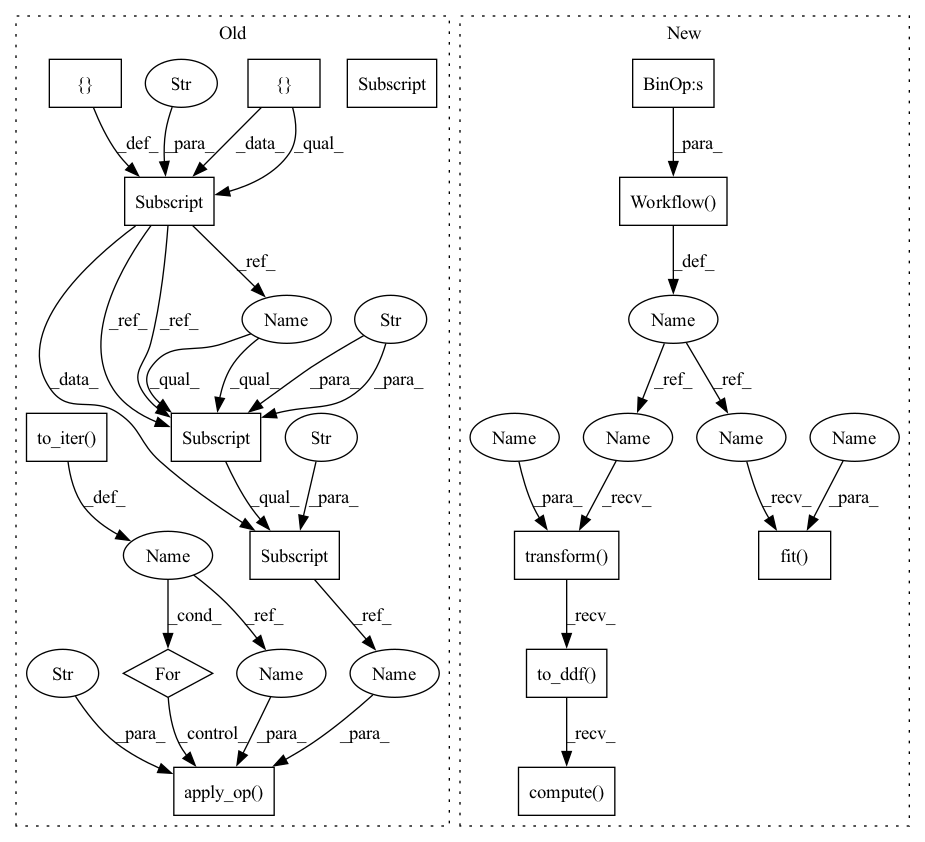 Old
New
{}
Str
{}
Subscript
BinOp:s
_def_
_para_
_data_
_qual_
_para_
Subscript
Workflow()
_ref_
_def_
Name
Str
Name
_ref_
_ref_
_data_
_qual_
_qual_
_para_
_para_
_ref_
_ref_
to_iter()
Subscript
Str
Name
Name
Name
Name
_def_
_qual_
_para_
_para_
_recv_
_recv_
_para_
Name
Subscript
transform()
fit()
_cond_
_ref_
_ref_
_recv_
Str
For
Name
Name
to_ddf()
_para_
_control_
_para_
_para_
_recv_
apply_op()
compute()